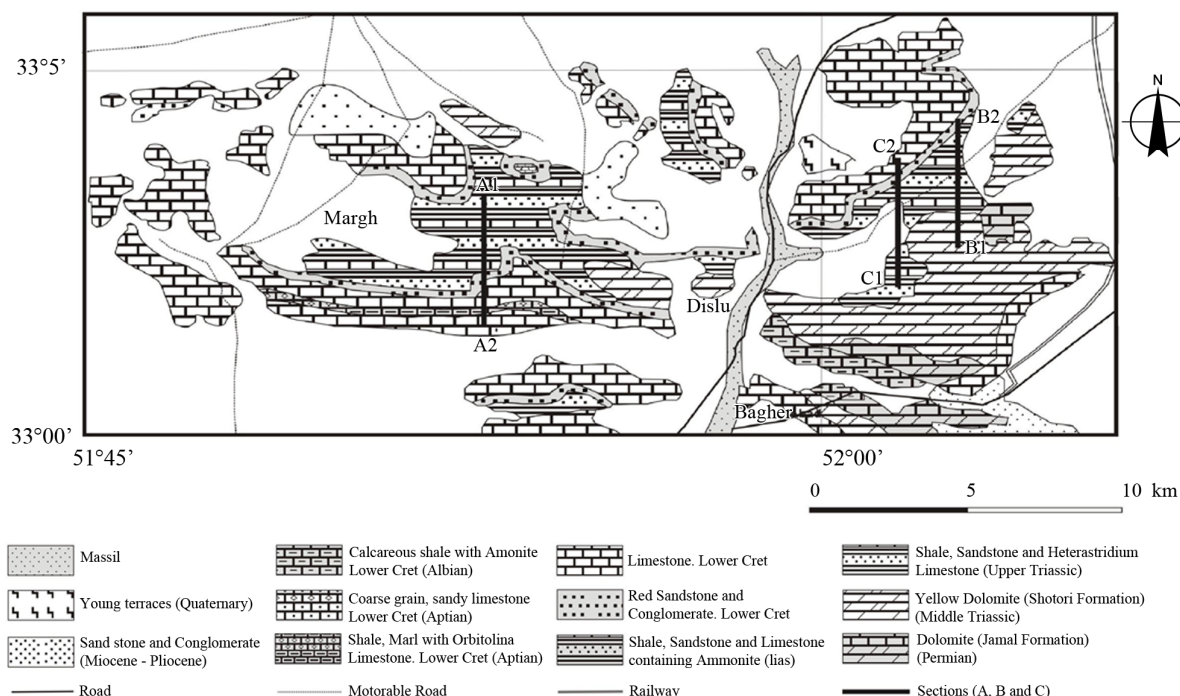 33°5'
N
B2
C2
A1
Margh
B1
C1
Dislu
A2
Bagher
33°00'
51°45'
52°00'
0 5 10 km
Massil
Young terraces (Quaternary)
Sand stone and Conglomerate
(Miocene - Pliocene)
Calcareous shale with Amonite
Lower Cret (Albian)
Coarse grain, sandy limestone
Lower Cret (Aptian)
Shale, Marl with Orbitolina
Limestone. Lower Cret (Aptian)
Limestone. Lower Cret
Red Sandstone and
Conglomerate. Lower Cret
Shale, Sandstone and Limestone
containing Ammonite (lias)
Shale, Sandstone and Heterastridium
Limestone (Upper Triassic)
Yellow Dolomite (Shotori Formation)
(Middle Triassic)
Dolomite (Jamal Formation)
(Permian)
Road
Motorable Road
Railway
Sections (A, B and C)